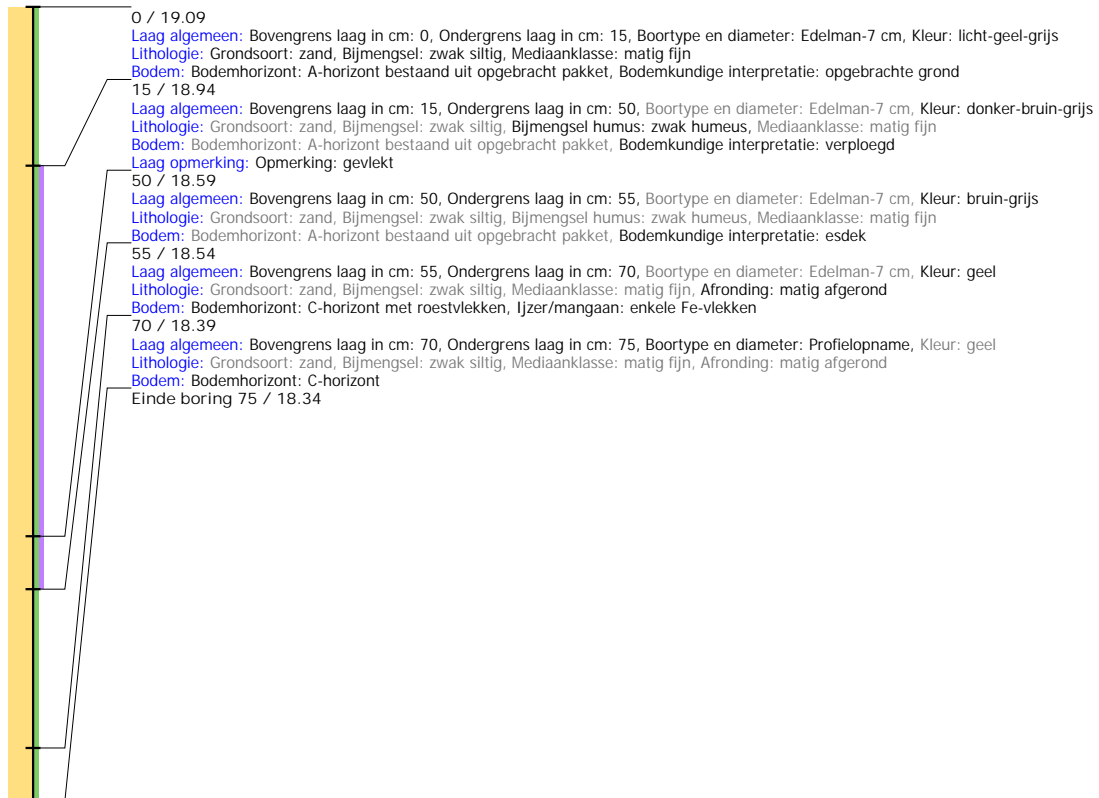 0 / 19.09
Laag algemeen: Bovengrens laag in cm: 0, Ondergrens laag in cm: 15, Boortype en diameter: Edelman-7 cm, Kleur: licht-geel-grijs
Lithologie: Grondsoort: zand, Bijmengsel: zwak siltig, Mediaanklasse: matig fijn
Bodem: Bodemhorizont: A-horizont bestaand uit opgebracht pakket, Bodemkundige interpretatie: opgebrachte grond
15 / 18.94
Laag algemeen: Bovengrens laag in cm: 15, Ondergrens laag in cm: 50, Boortype en diameter: Edelman-7 cm, Kleur: donker-bruin-grijs
Lithologie: Grondsoort: zand, Bijmengsel: zwak siltig, Bijmengsel humus: zwak humeus, Mediaanklasse: matig fijn
Bodem: Bodemhorizont: A-horizont bestaand uit opgebracht pakket, Bodemkundige interpretatie: verploegd
Laag opmerking: Opmerking: gevlekt
50 / 18.59
Laag algemeen: Bovengrens laag in cm: 50, Ondergrens laag in cm: 55, Boortype en diameter: Edelman-7 cm, Kleur: bruin-grijs
Lithologie: Grondsoort: zand, Bijmengsel: zwak siltig, Bijmengsel humus: zwak humeus, Mediaanklasse: matig fijn
Bodem: Bodemhorizont: A-horizont bestaand uit opgebracht pakket, Bodemkundige interpretatie: esdek
55 / 18.54
Laag algemeen: Bovengrens laag in cm: 55, Ondergrens laag in cm: 70, Boortype en diameter: Edelman-7 cm, Kleur: geel
Lithologie: Grondsoort: zand, Bijmengsel: zwak siltig, Mediaanklasse: matig fijn, Afronding: matig afgerond
Bodem: Bodemhorizont: C-horizont met roestvlekken, Ijzer/mangaan: enkele Fe-vlekken
70 / 18.39
Laag algemeen: Bovengrens laag in cm: 70, Ondergrens laag in cm: 75, Boortype en diameter: Profielopname, Kleur: geel
Lithologie: Grondsoort: zand, Bijmengsel: zwak siltig, Mediaanklasse: matig fijn, Afronding: matig afgerond
Bodem: Bodemhorizont: C-horizont
Einde boring 75 / 18.34